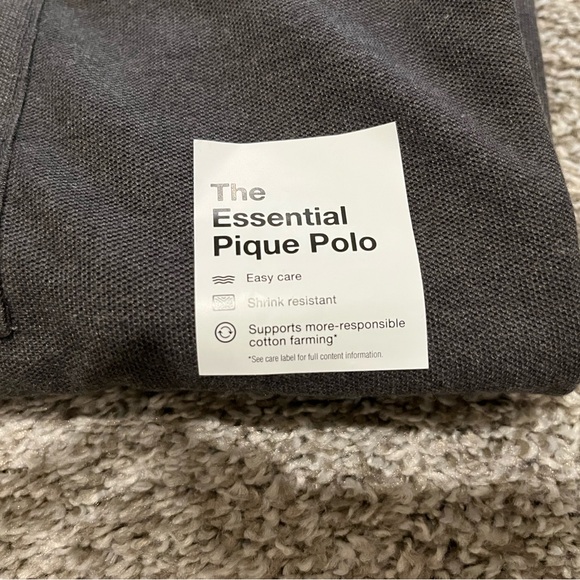 The
Essential
Pique Polo
Easy care
Shrink resistant
Supports more-responsible
cotton farming*
*See care label for full content information.